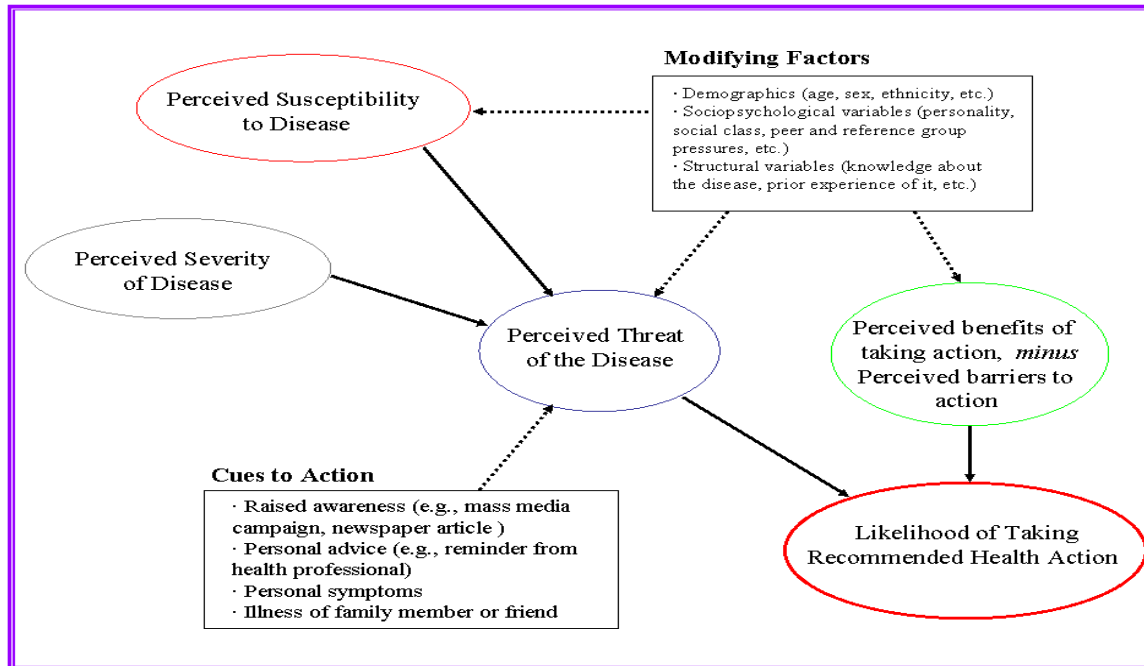 Modifying Factors
· Demographics (age, sex, ethnicity, etc.)
· Sociopsychological variables (personality,
social class, peer and reference group
pressures, etc.)
· Structural variables (knowledge about
the disease, prior experience of it, etc.)
Perceived Susceptibility
to Disease
Perceived Severity
of Disease
Perceived Threat
of the Disease
Perceived benefits of
taking action, minus
Perceived barriers to
action
Cues to Action
· Raised awareness (e.g., mass media
campaign, newspaper article )
· Personal advice (e.g., reminder from
health professional)
· Personal symptoms
· Illness of family member or friend
Likelihood of Taking
Recommended Health Action